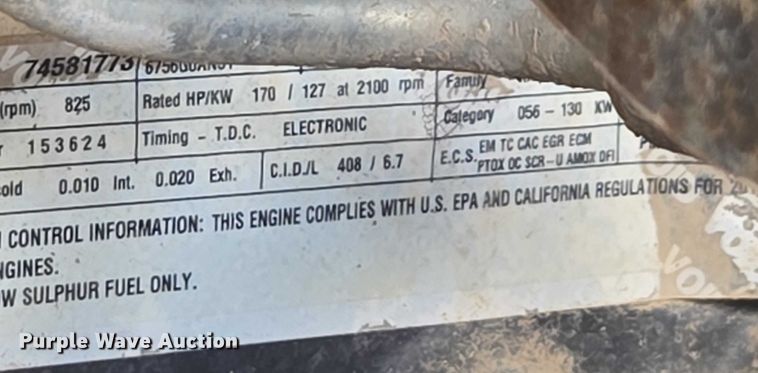 74581773
(rpm) 825 Rated HP/KW 170 / 127 at 2100 rpm Family
Category 056 - 130 KW
153624 Timing - T.D.C. ELECTRONIC
E.C.S. EM TC CAC EGR ECM
PTOX OC SCR-U AMOX DFI
old 0.010 Int. 0.020 Exh. C.I.D./L 408 / 6.7
CONTROL INFORMATION: THIS ENGINE COMPLIES WITH U.S. EPA AND CALIFORNIA REGULATIONS FOR
NGINES.
W SULPHUR FUEL ONLY.
Purple Wave Auction